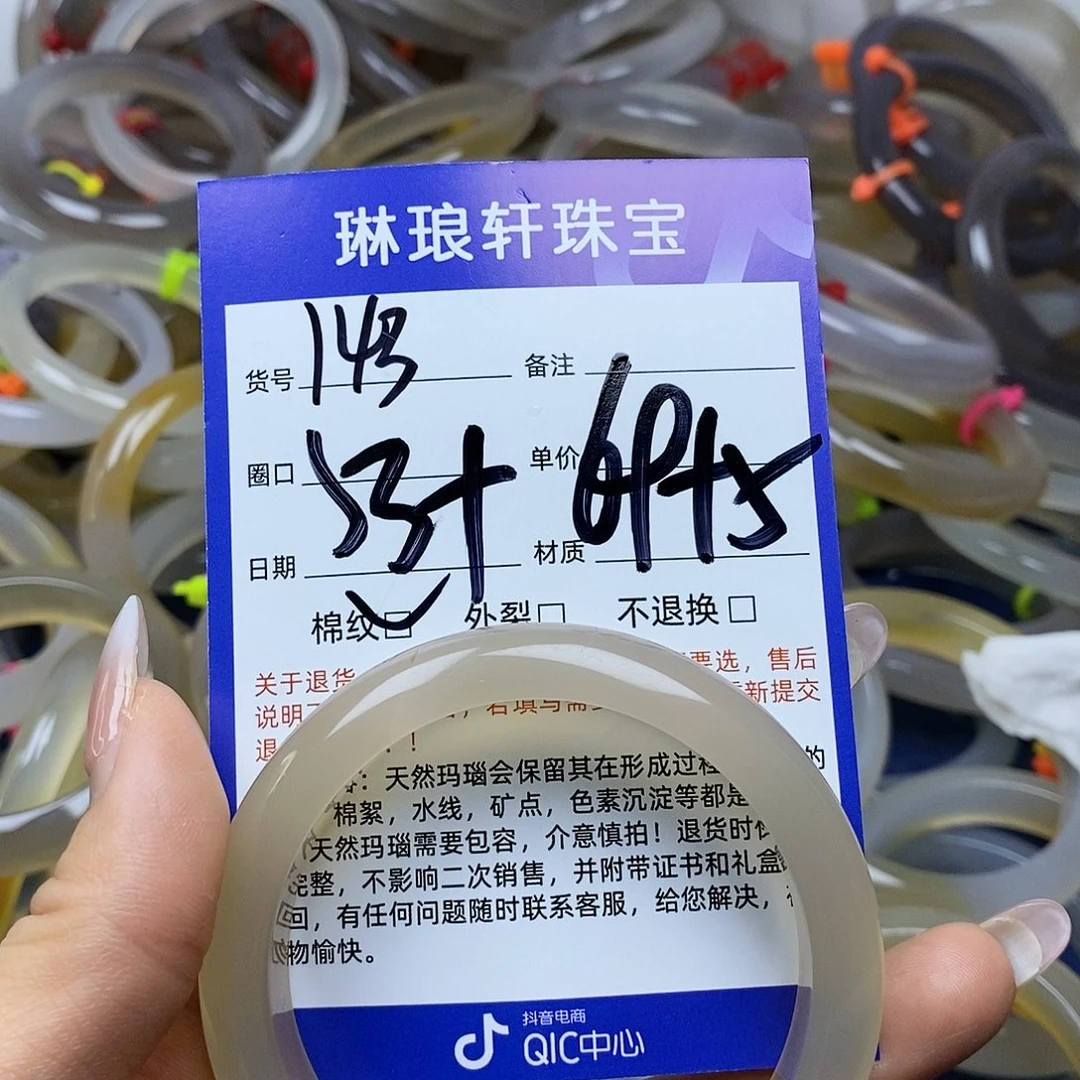 琳琅轩珠宝
货号 14号 备注
圈口 53+ 单价
日期 材质
棉纹 外裂 不退换
关于退货 票选，售后
说明 新提交
退 ！
：天然玛瑙会保留其在形成过程 的
棉絮，水线，矿点，色素沉淀等都是
天然玛瑙需要包容，介意慎拍！退货时
完整，不影响二次销售，并附带证书和礼盒
回，有任何问题随时联系客服，给您解决，
物愉快。
抖音电商
QIC中心